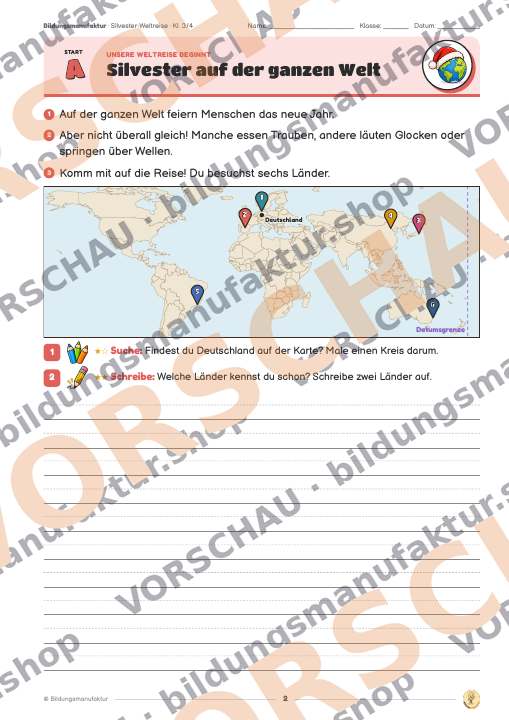 Bildungsmanufaktur · Silvester-Weltreise · Kl. 3/4 Name: Klasse: Datum:
START
A
UNSERE WELTREISE BEGINNT
Silvester auf der ganzen Welt
1 Auf der ganzen Welt feiern Menschen das neue Jahr.
2 Aber nicht überall gleich! Manche essen Trauben, andere läuten Glocken oder
springen über Wellen.
3 Komm mit auf die Reise! Du besuchst sechs Länder.
1
2
Deutschland
4
3
5
6
Datumsgrenze
1 Suche: Findest du Deutschland auf der Karte? Male einen Kreis darum.
2 Schreibe: Welche Länder kennst du schon? Schreibe zwei Länder auf.
© Bildungsmanufaktur
2
VORSCHAU · bildungsmanufaktur.shop